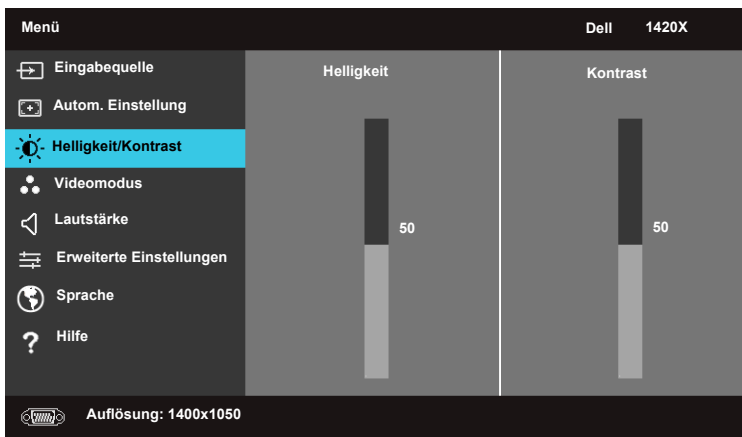 Menü
Dell 1420X
Eingabequelle
Autom. Einstellung
Helligkeit/Kontrast
Videomodus
Lautstärke
Erweiterte Einstellungen
Sprache
Hilfe
Helligkeit
50
Kontrast
50
Auflösung: 1400x1050